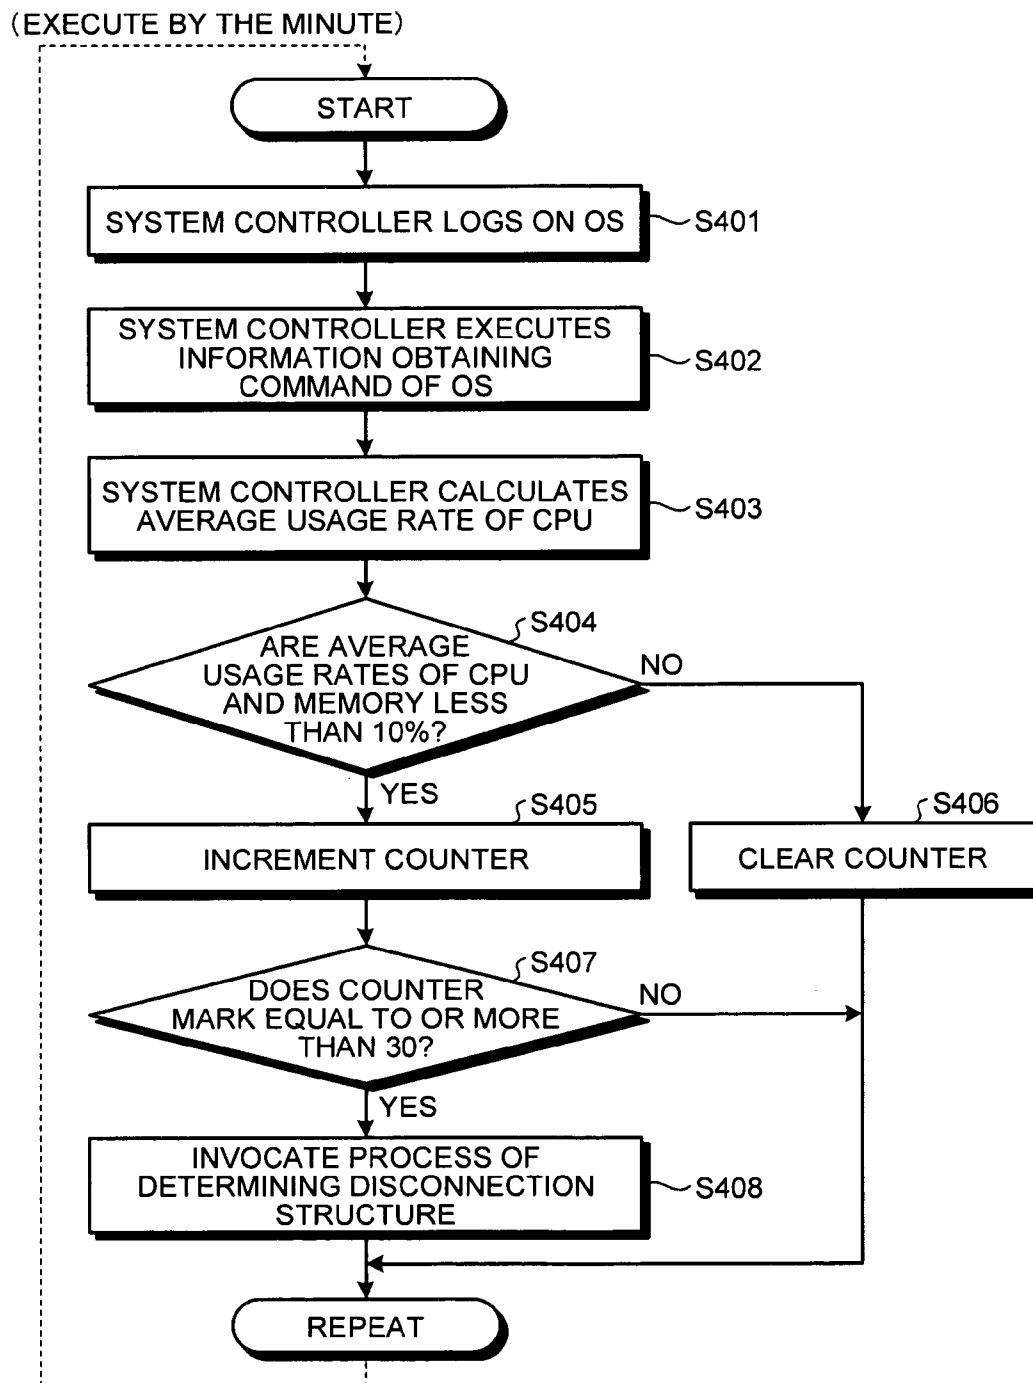 (EXECUTE BY THE MINUTE)
START
SYSTEM CONTROLLER LOGS ON OS
S401
SYSTEM CONTROLLER EXECUTES
INFORMATION OBTAINING
COMMAND OF OS
S402
SYSTEM CONTROLLER CALCULATES
AVERAGE USAGE RATE OF CPU
S403
S404
ARE AVERAGE
USAGE RATES OF CPU
AND MEMORY LESS
THAN 10%?
NO
YES
S405
INCREMENT COUNTER
S406
CLEAR COUNTER
S407
DOES COUNTER
MARK EQUAL TO OR MORE
THAN 30?
NO
YES
INVOCATE PROCESS OF
DETERMINING DISCONNECTION
STRUCTURE
S408
REPEAT